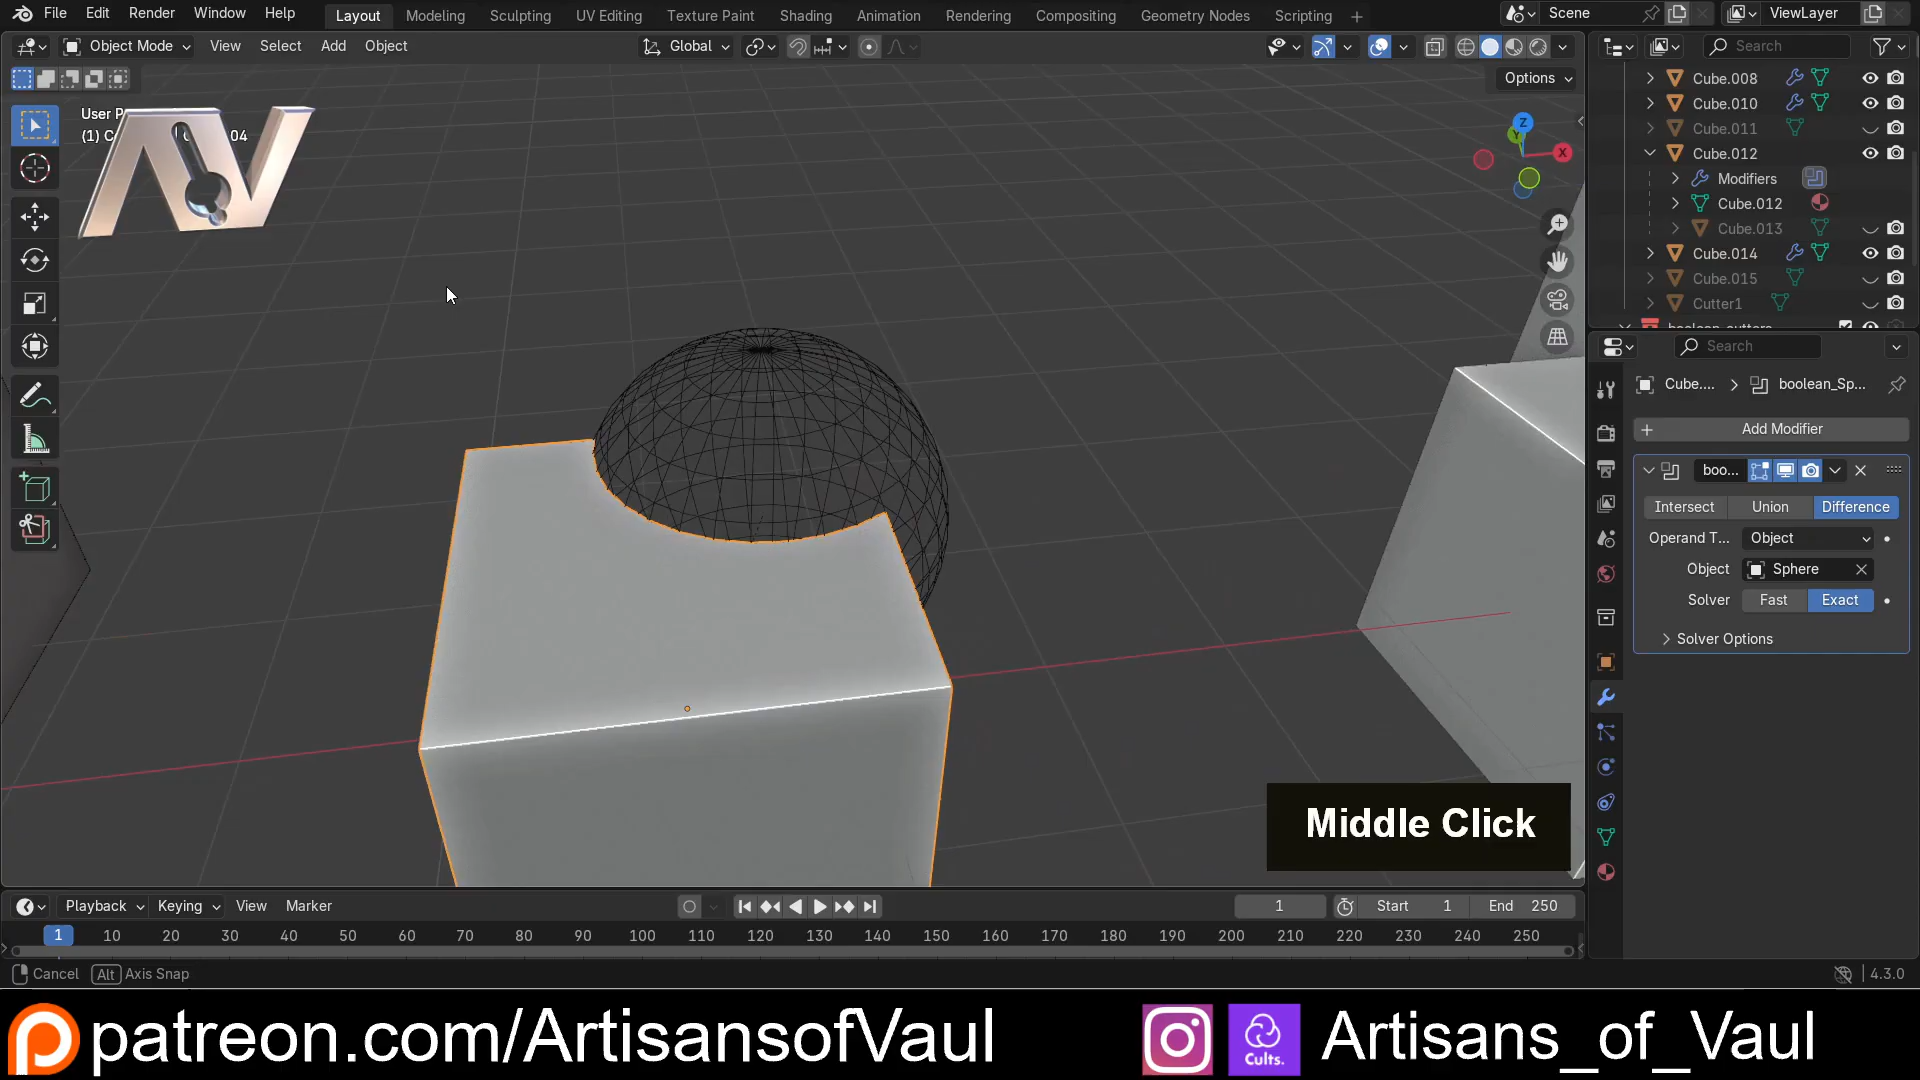 File Edit Render Window Help Layout Modeling Sculpting UV Editing Texture Paint Shading Animation Rendering Compositing Geometry Nodes Scripting Scene ViewLayer
Object Mode View Select Add Object Global Search
Options
User P
(1) C 04
AV
Z
Y
X
Cube.008
Cube.010
Cube.011
Cube.012
Modifiers
Cube.012
Cube.013
Cube.014
Cube.015
Cutter1
boolean_cutters
Search
Cube.... boolean_Sp...
Add Modifier
boo...
Intersect Union Difference
Operand T... Object
Object Sphere
Solver Fast Exact
Solver Options
Middle Click
Playback Keying View Marker 1 Start 1 End 250
1 10 20 30 40 50 60 70 80 90 100 110 120 130 140 150 160 170 180 190 200 210 220 230 240 250
Cancel Alt Axis Snap 4.3.0
patreon.com/ArtisansofVaul Cults. Artisans_of_Vaul